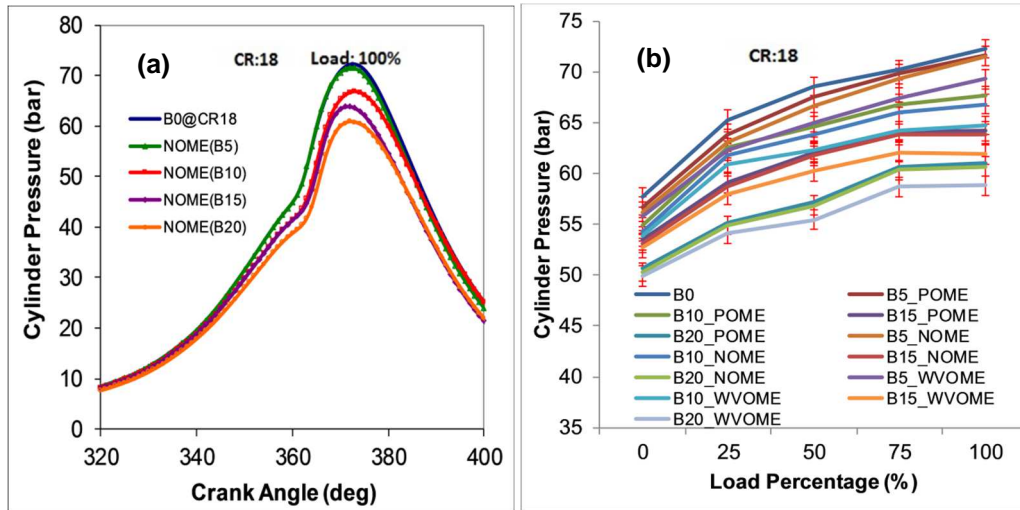 (a)
CR:18 Load: 100%
Cylinder Pressure (bar)
80
70
60
50
40
30
20
10
0
B0@CR18
NOME(B5)
NOME(B10)
NOME(B15)
NOME(B20)
320 340 360 380 400
Crank Angle (deg)
(b)
CR:18
Cylinder Pressure (bar)
75
70
65
60
55
50
45
40
35
B0 B5_POME
B10_POME B15_POME
B20_POME B5_NOME
B10_NOME B15_NOME
B20_NOME B5_WVOME
B10_WVOME B15_WVOME
B20_WVOME
0 25 50 75 100
Load Percentage (%)